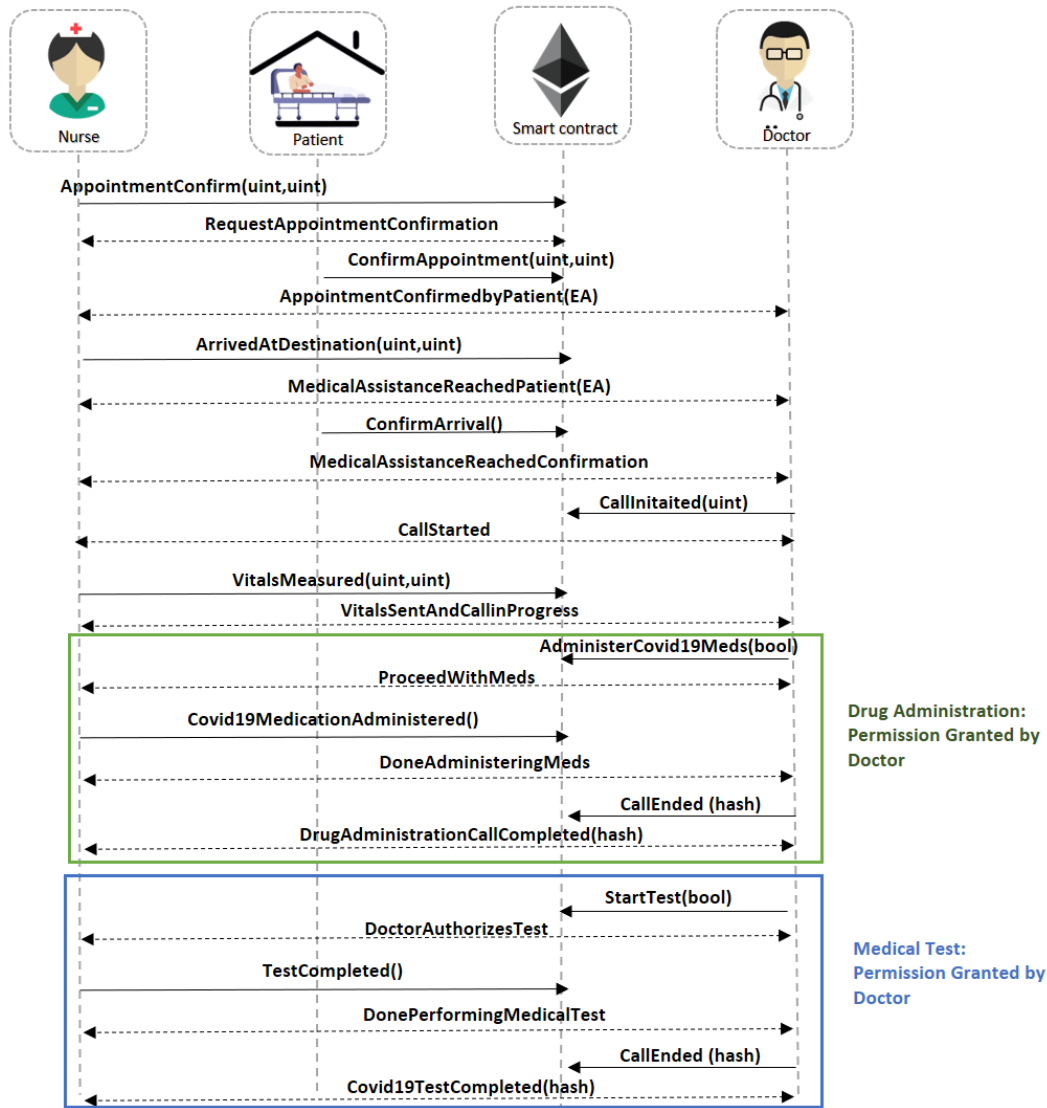 Nurse
Patient
Smart contract
Döctor
AppointmentConfirm(uint,uint)
RequestAppointmentConfirmation
ConfirmAppointment(uint,uint)
AppointmentConfirmedbyPatient(EA)
ArrivedAtDestination(uint,uint)
MedicalAssistanceReachedPatient(EA)
ConfirmArrival()
MedicalAssistanceReachedConfirmation
CallInitaited(uint)
CallStarted
VitalsMeasured(uint,uint)
VitalsSentAndCallinProgress
AdministerCovid19Meds(bool)
ProceedWithMeds
Covid19MedicationAdministered()
DoneAdministeringMeds
CallEnded (hash)
DrugAdministrationCallCompleted(hash)
Drug Administration:
Permission Granted by
Doctor
StartTest(bool)
DoctorAuthorizesTest
TestCompleted()
DonePerformingMedicalTest
CallEnded (hash)
Covid19TestCompleted(hash)
Medical Test:
Permission Granted by
Doctor